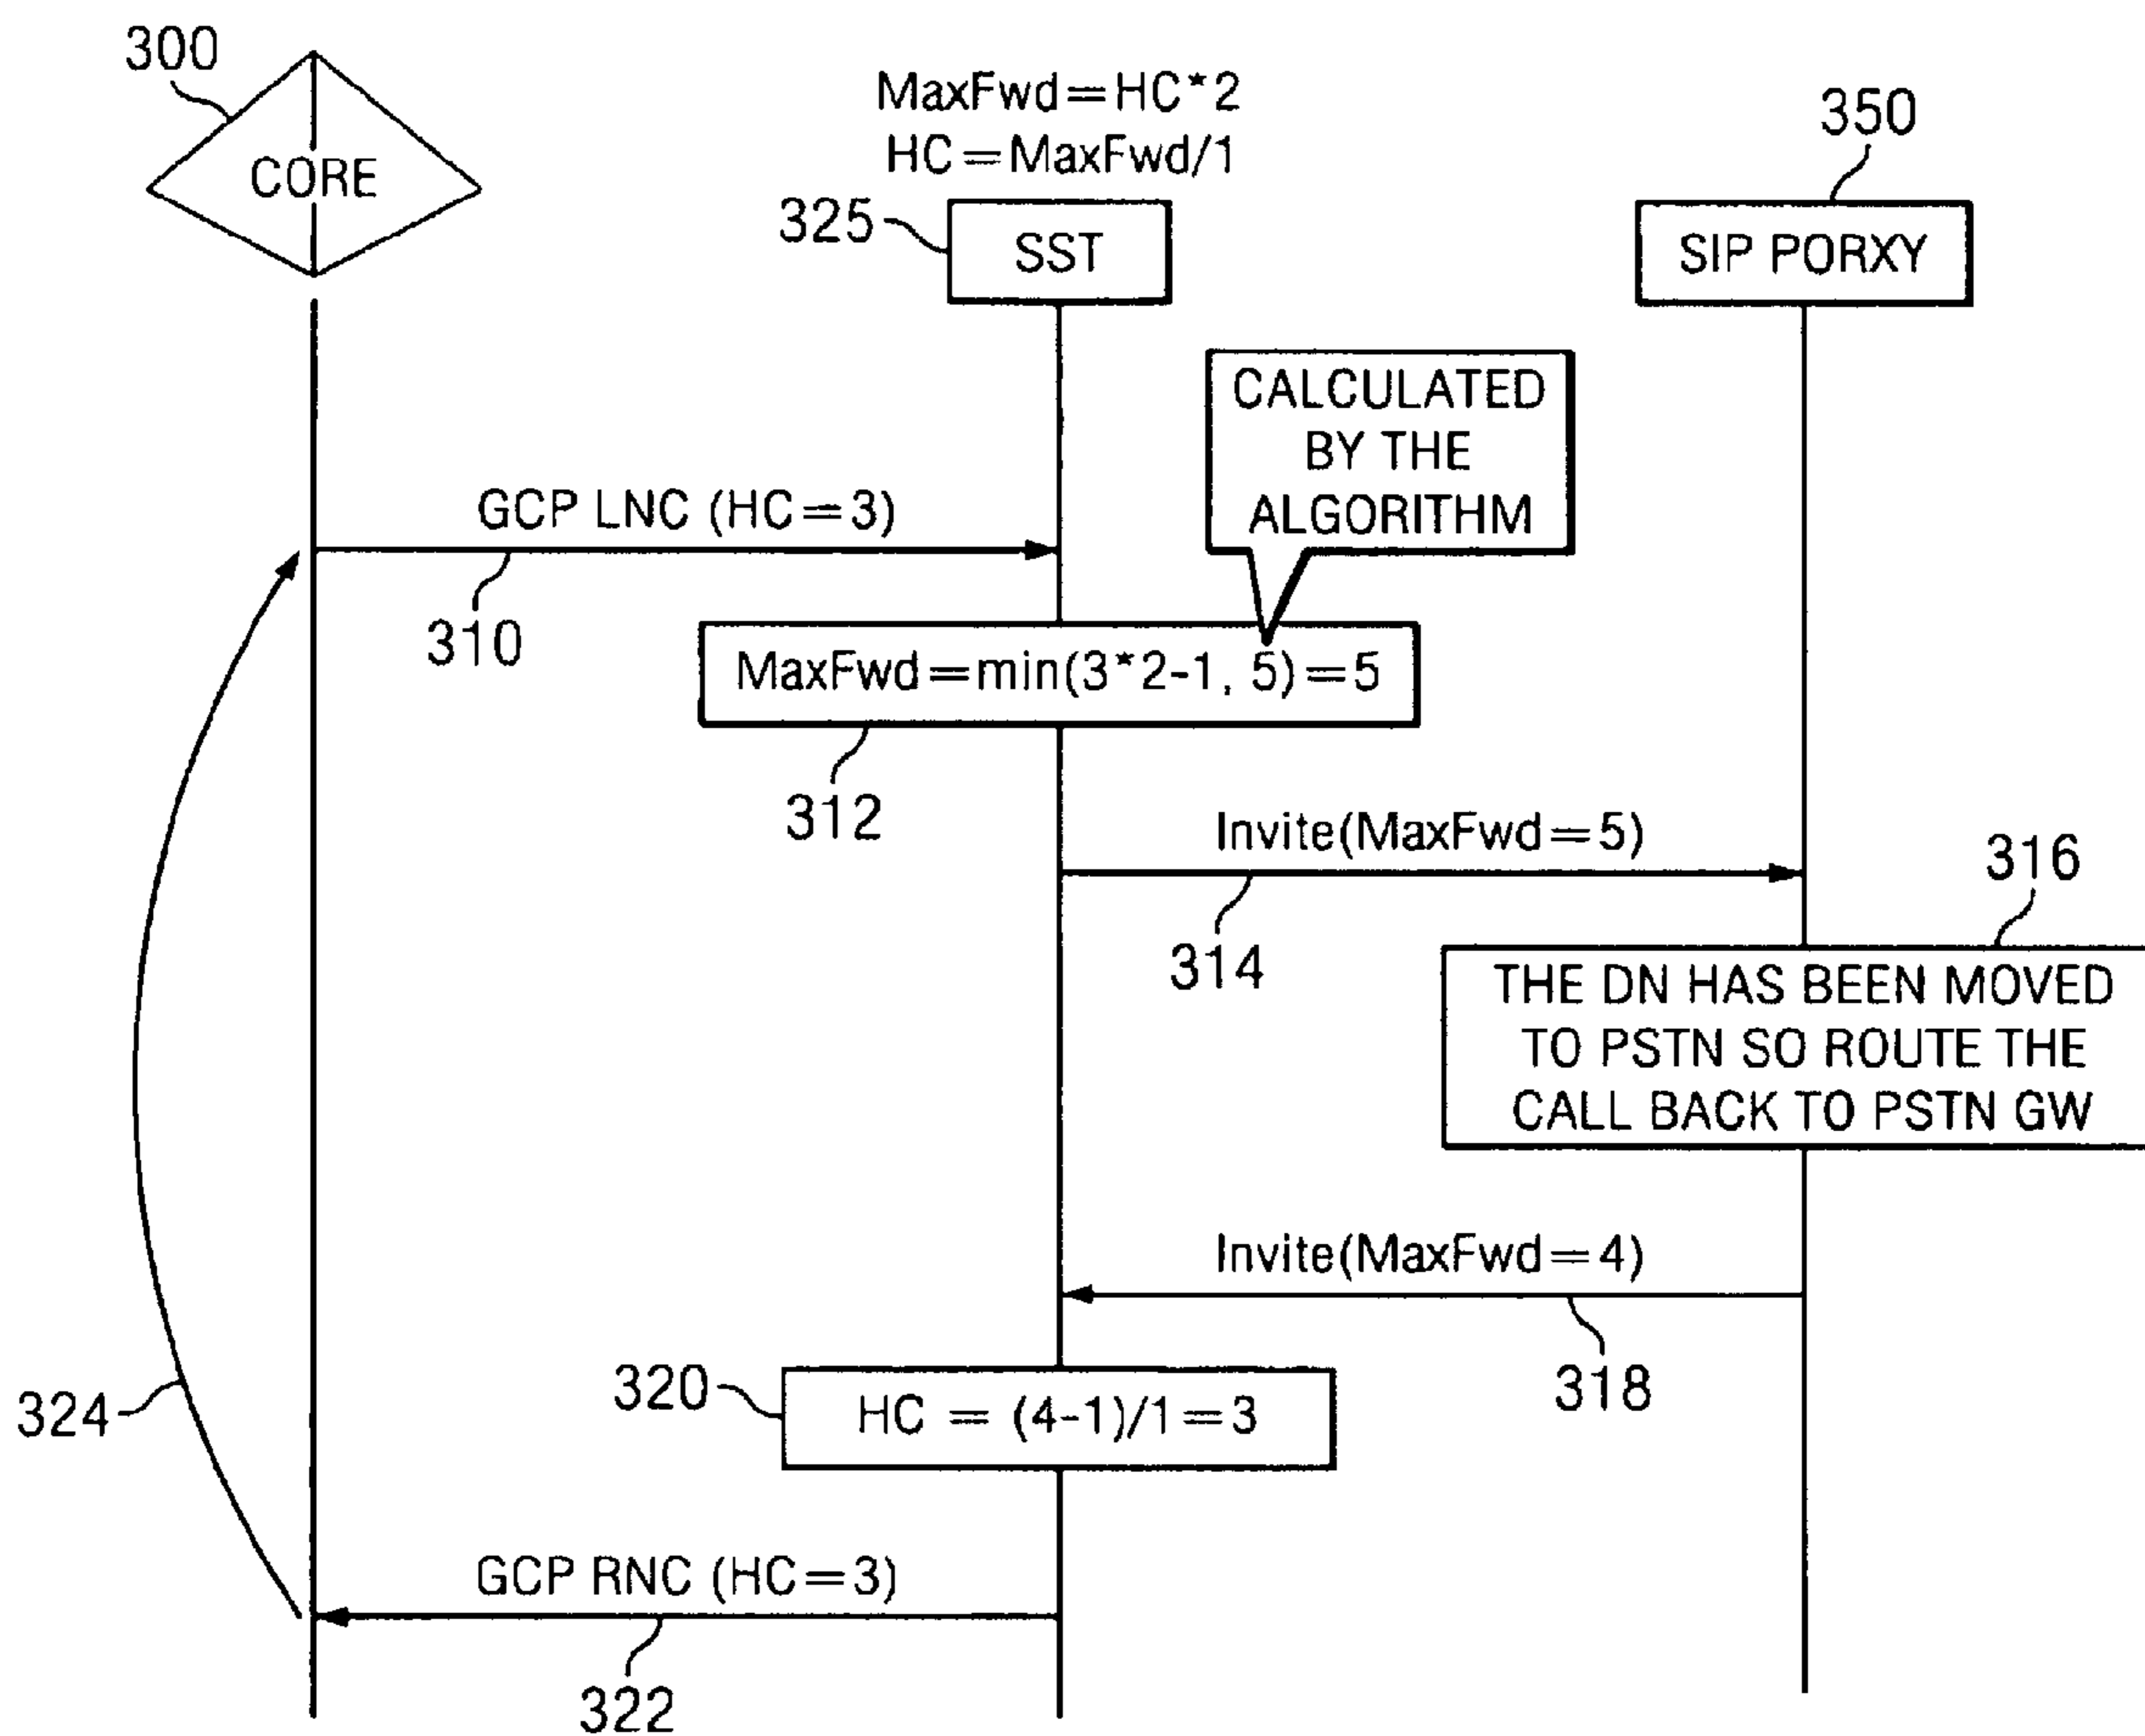 300
CORE
MaxFwd=HC*2
HC=MaxFwd/1
325
SST
350
SIP PORXY
CALCULATED
BY THE
ALGORITHM
GCP LNC (HC=3)
310
MaxFwd=min(3*2-1, 5)=5
312
Invite(MaxFwd=5)
314
316
THE DN HAS BEEN MOVED
TO PSTN SO ROUTE THE
CALL BACK TO PSTN GW
Invite(MaxFwd=4)
318
320
HC = (4-1)/1=3
324
GCP RNC (HC=3)
322